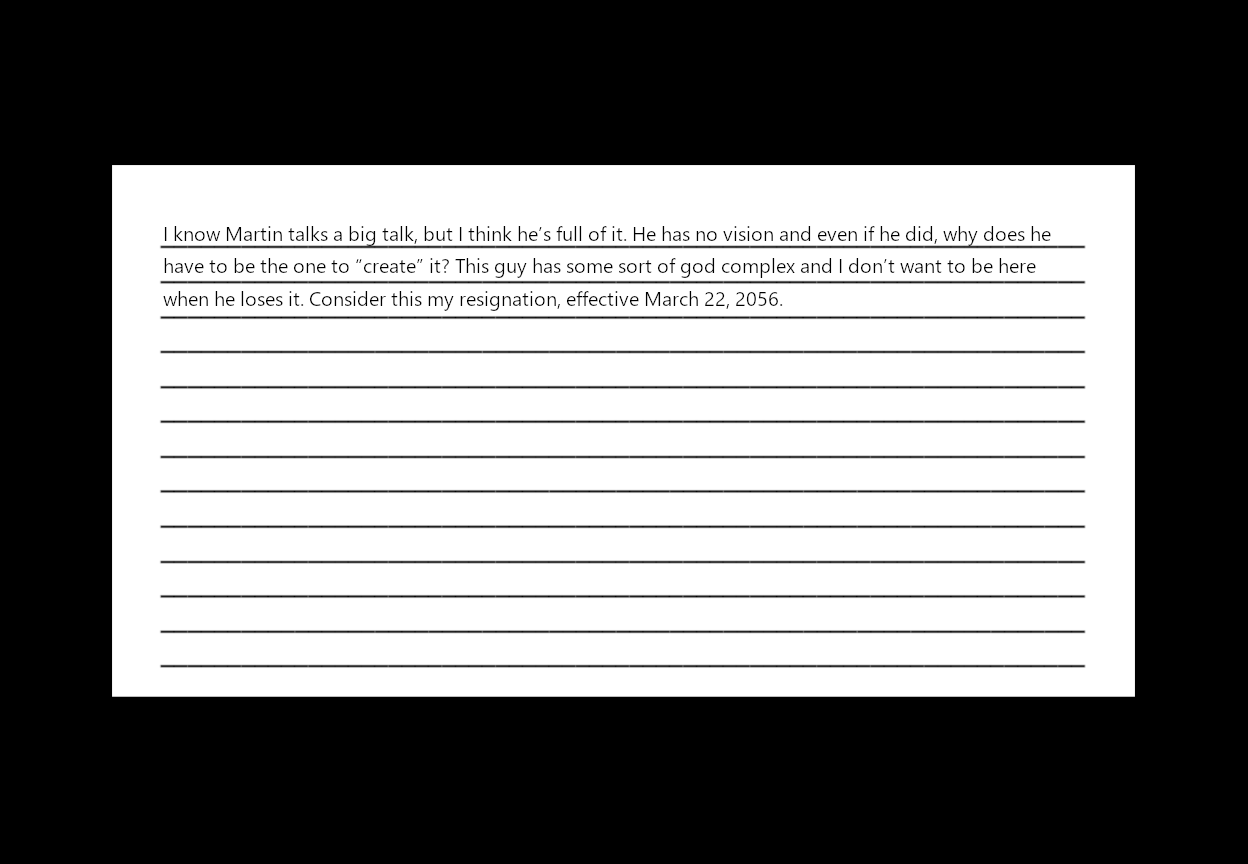 I know Martin talks a big talk, but I think he’s full of it. He has no vision and even if he did, why does he
have to be the one to “create” it? This guy has some sort of god complex and I don’t want to be here
when he loses it. Consider this my resignation, effective March 22, 2056.